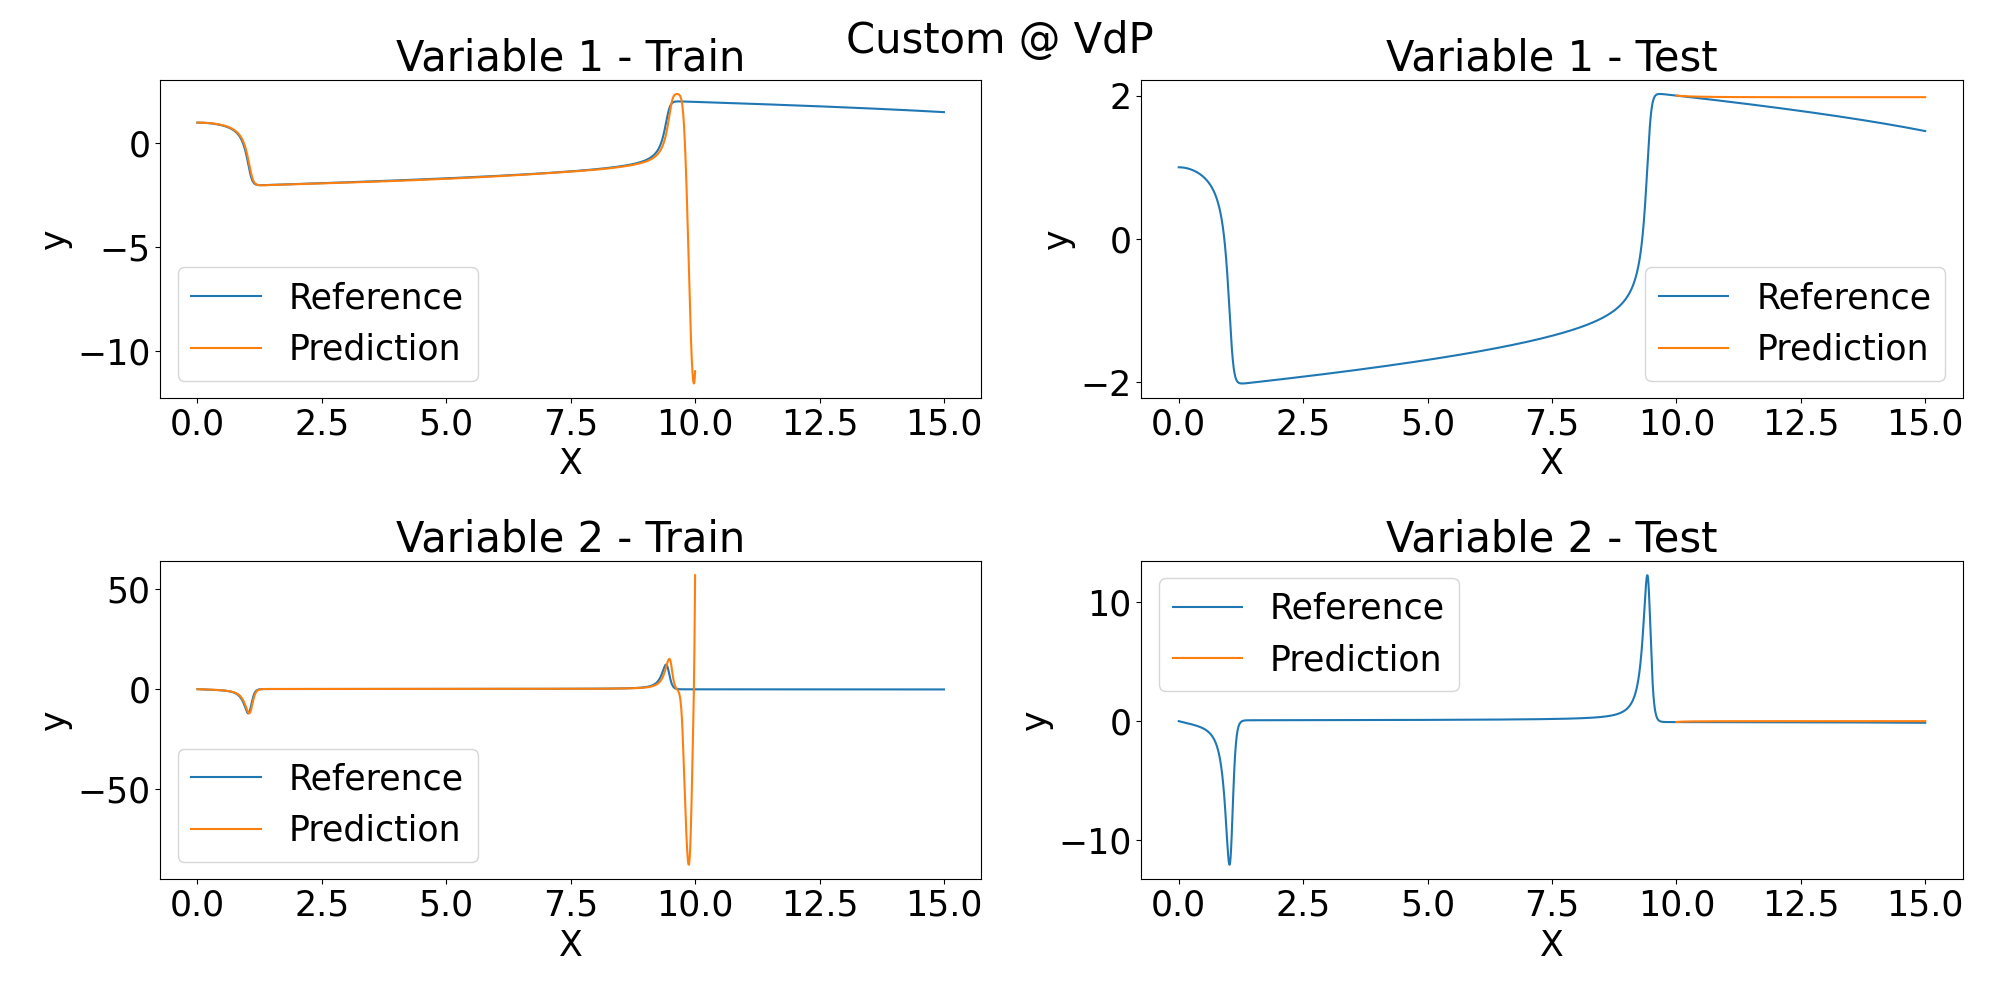 Custom @ VdP
Variable 1 - Train
0
−5
−10
y
Reference
Prediction
0.0 2.5 5.0 7.5 10.0 12.5 15.0
X
Variable 1 - Test
2
0
−2
y
Reference
Prediction
0.0 2.5 5.0 7.5 10.0 12.5 15.0
X
Variable 2 - Train
50
0
−50
y
Reference
Prediction
0.0 2.5 5.0 7.5 10.0 12.5 15.0
X
Variable 2 - Test
10
0
−10
y
Reference
Prediction
0.0 2.5 5.0 7.5 10.0 12.5 15.0
X